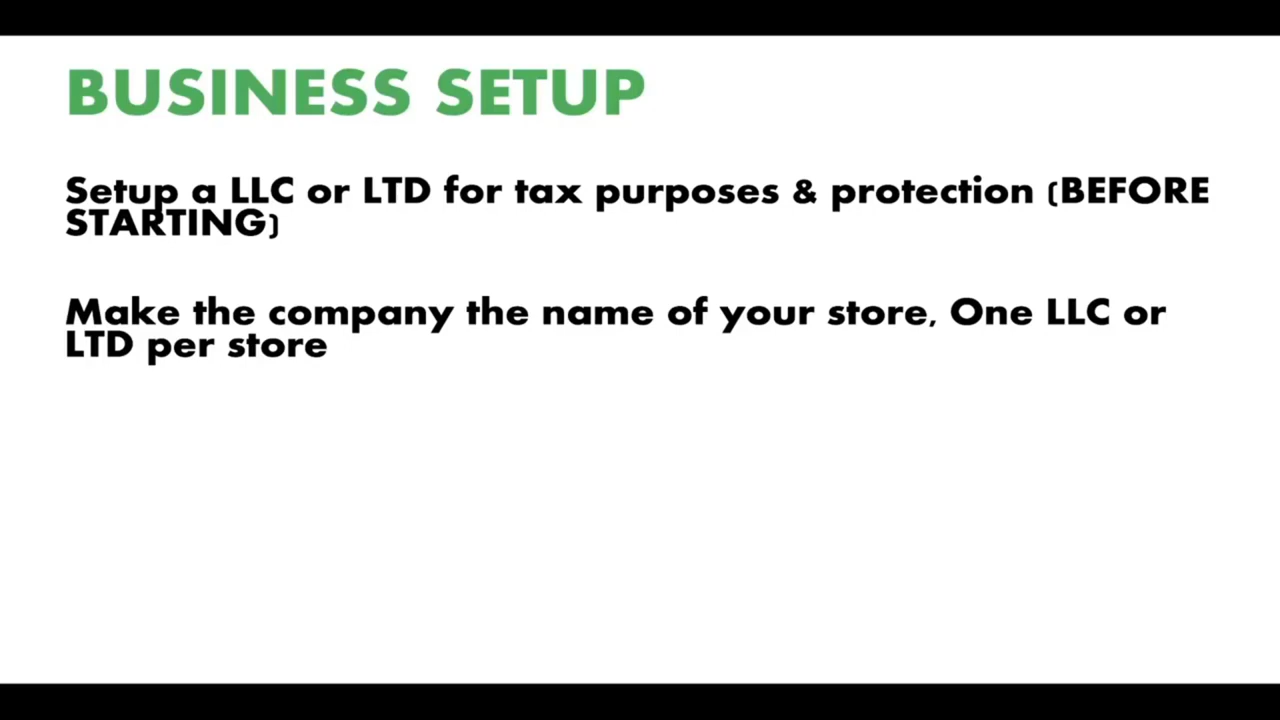 BUSINESS SETUP
Setup a LLC or LTD for tax purposes & protection (BEFORE
STARTING)
Make the company the name of your store, One LLC or
LTD per store